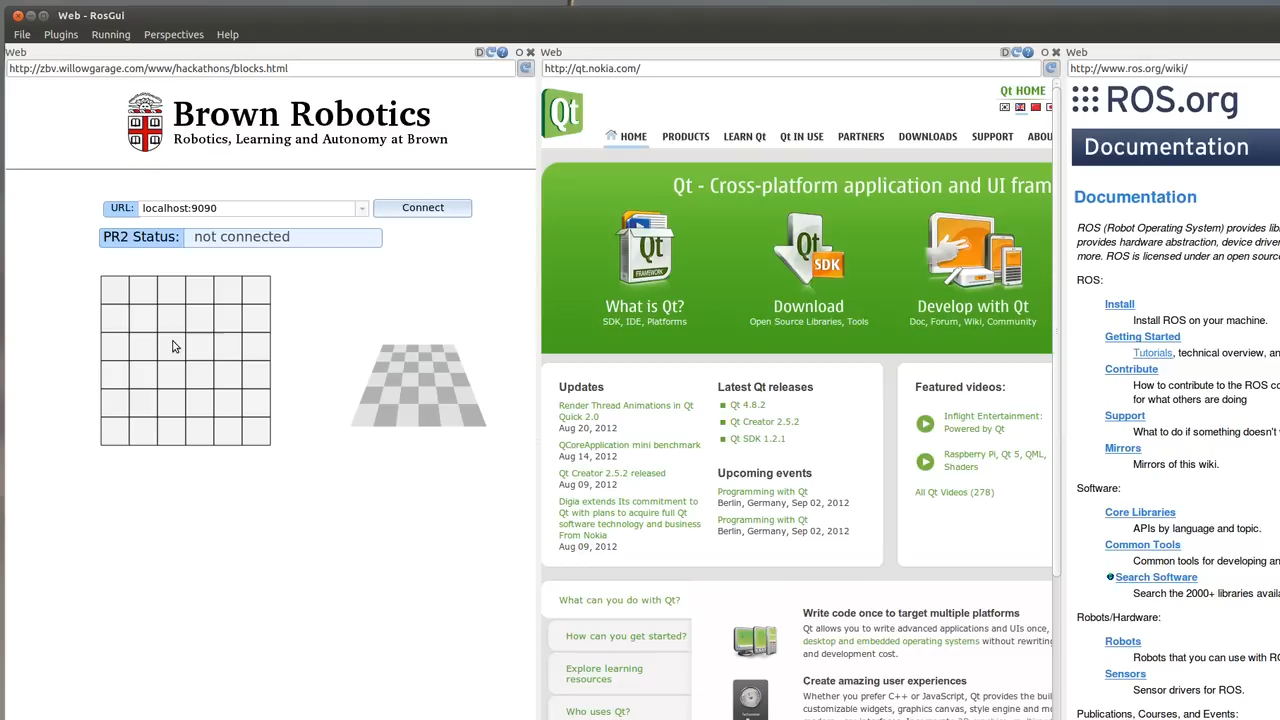 Web - RosGui
File Plugins Running Perspectives Help
Web
http://zbv.willowgarage.com/www/hackathons/blocks.html
Brown Robotics
Robotics, Learning and Autonomy at Brown
URL: localhost:9090
Connect
PR2 Status: not connected
Web
http://qt.nokia.com/
Qt
Qt HOME
HOME PRODUCTS LEARN Qt Qt IN USE PARTNERS DOWNLOADS SUPPORT ABOU
Qt - Cross-platform application and UI fram
Qt
FRAMEWORK
Qt
SDK
What is Qt?
SDK, IDE, Platforms
Download
Open Source Libraries, Tools
Develop with Qt
Doc, Forum, Wiki, Community
Updates
Render Thread Animations in Qt
Quick 2.0
Aug 20, 2012
QCoreApplication mini benchmark
Aug 14, 2012
Qt Creator 2.5.2 released
Aug 09, 2012
Digia extends Its commitment to
Qt with plans to acquire full Qt
software technology and business
From Nokia
Aug 09, 2012
Latest Qt releases
Qt 4.8.2
Qt Creator 2.5.2
Qt SDK 1.2.1
Upcoming events
Programming with Qt
Berlin, Germany, Sep 02, 2012
Programming with Qt
Berlin, Germany, Sep 02, 2012
Featured videos:
Inflight Entertainment:
Powered by Qt
Raspberry Pi, Qt 5, QML,
Shaders
All Qt Videos (278)
What can you do with Qt?
How can you get started?
Explore learning
resources
Who uses Qt?
Write code once to target multiple platforms
Qt allows you to write advanced applications and UIs once,
desktop and embedded operating systems without rewriting
and development cost.
Create amazing user experiences
Whether you prefer C++ or JavaScript, Qt provides the buil
customizable widgets, graphics canvas, style engine and mo
Web
http://www.ros.org/wiki/
ROS.org
Documentation
Documentation
ROS (Robot Operating System) provides lib
provides hardware abstraction, device driver
more. ROS is licensed under an open source
ROS:
Install
Install ROS on your machine.
Getting Started
Tutorials, technical overview, an
Contribute
How to contribute to the ROS co
for what others are doing
Support
What to do if something doesn't
Mirrors
Mirrors of this wiki.
Software:
Core Libraries
APIs by language and topic.
Common Tools
Common tools for developing an
Search Software
Search the 2000+ libraries availa
Robots/Hardware:
Robots
Robots that you can use with RO
Sensors
Sensor drivers for ROS.
Publications, Courses, and Events: